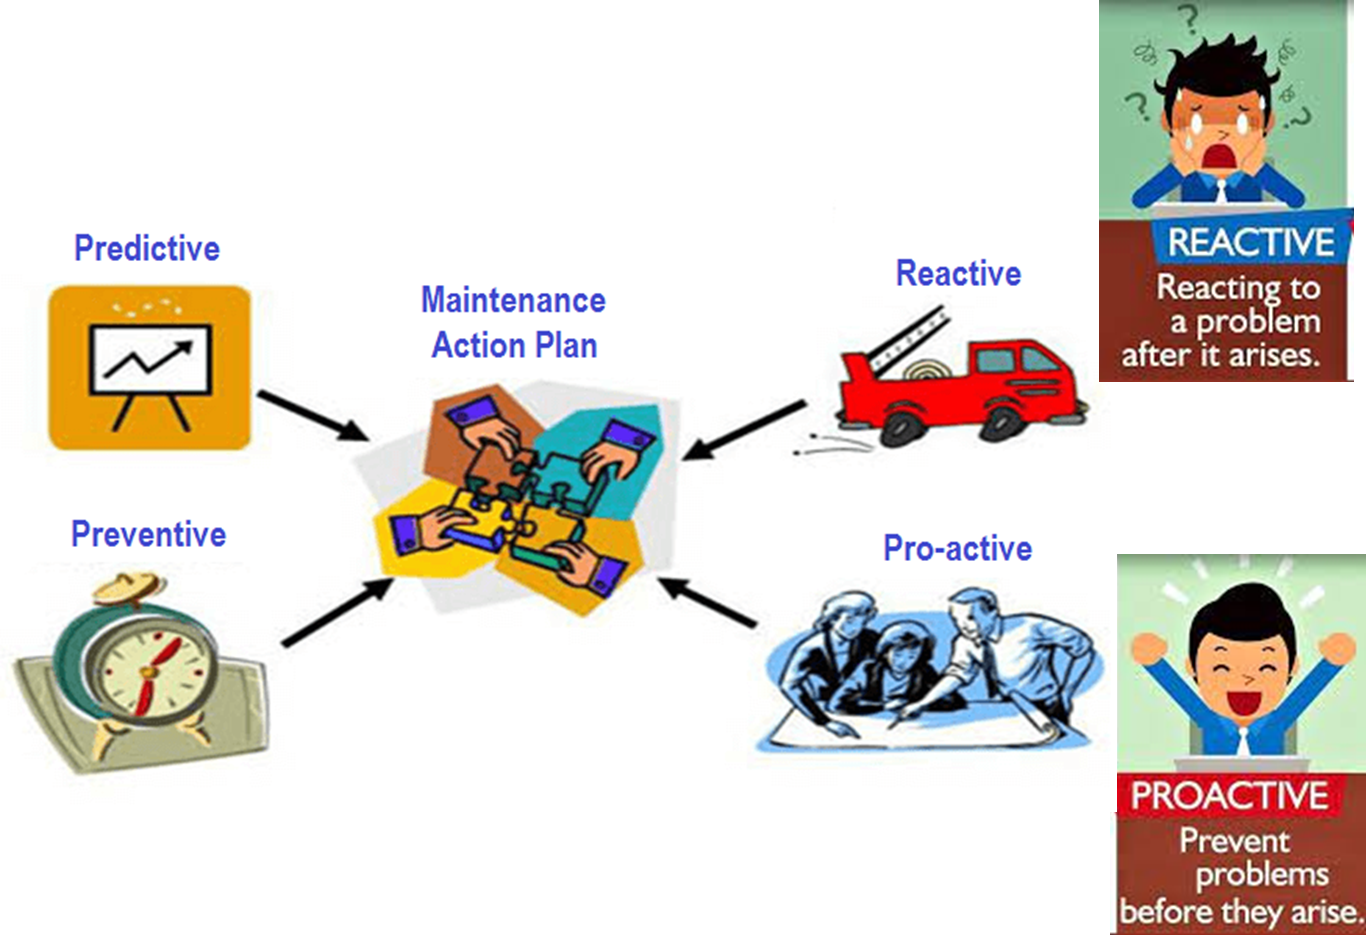 Predictive
Maintenance
Action Plan
Reactive
Preventive
Pro-active
REACTIVE
Reacting to
a problem
after it arises.
PROACTIVE
Prevent
problems
before they arise.